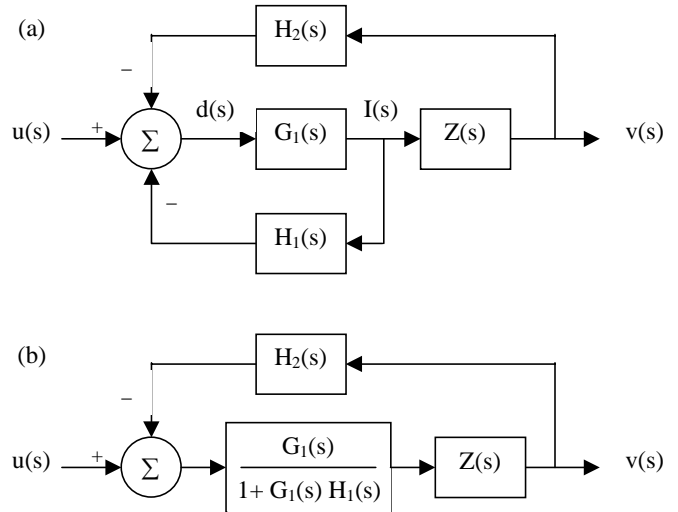 (a)
H₂(s)
−
d(s)
I(s)
u(s)
+
Σ
G₁(s)
Z(s)
v(s)
−
H₁(s)
(b)
H₂(s)
−
u(s)
+
Σ
G₁(s)
1+ G₁(s) H₁(s)
Z(s)
v(s)